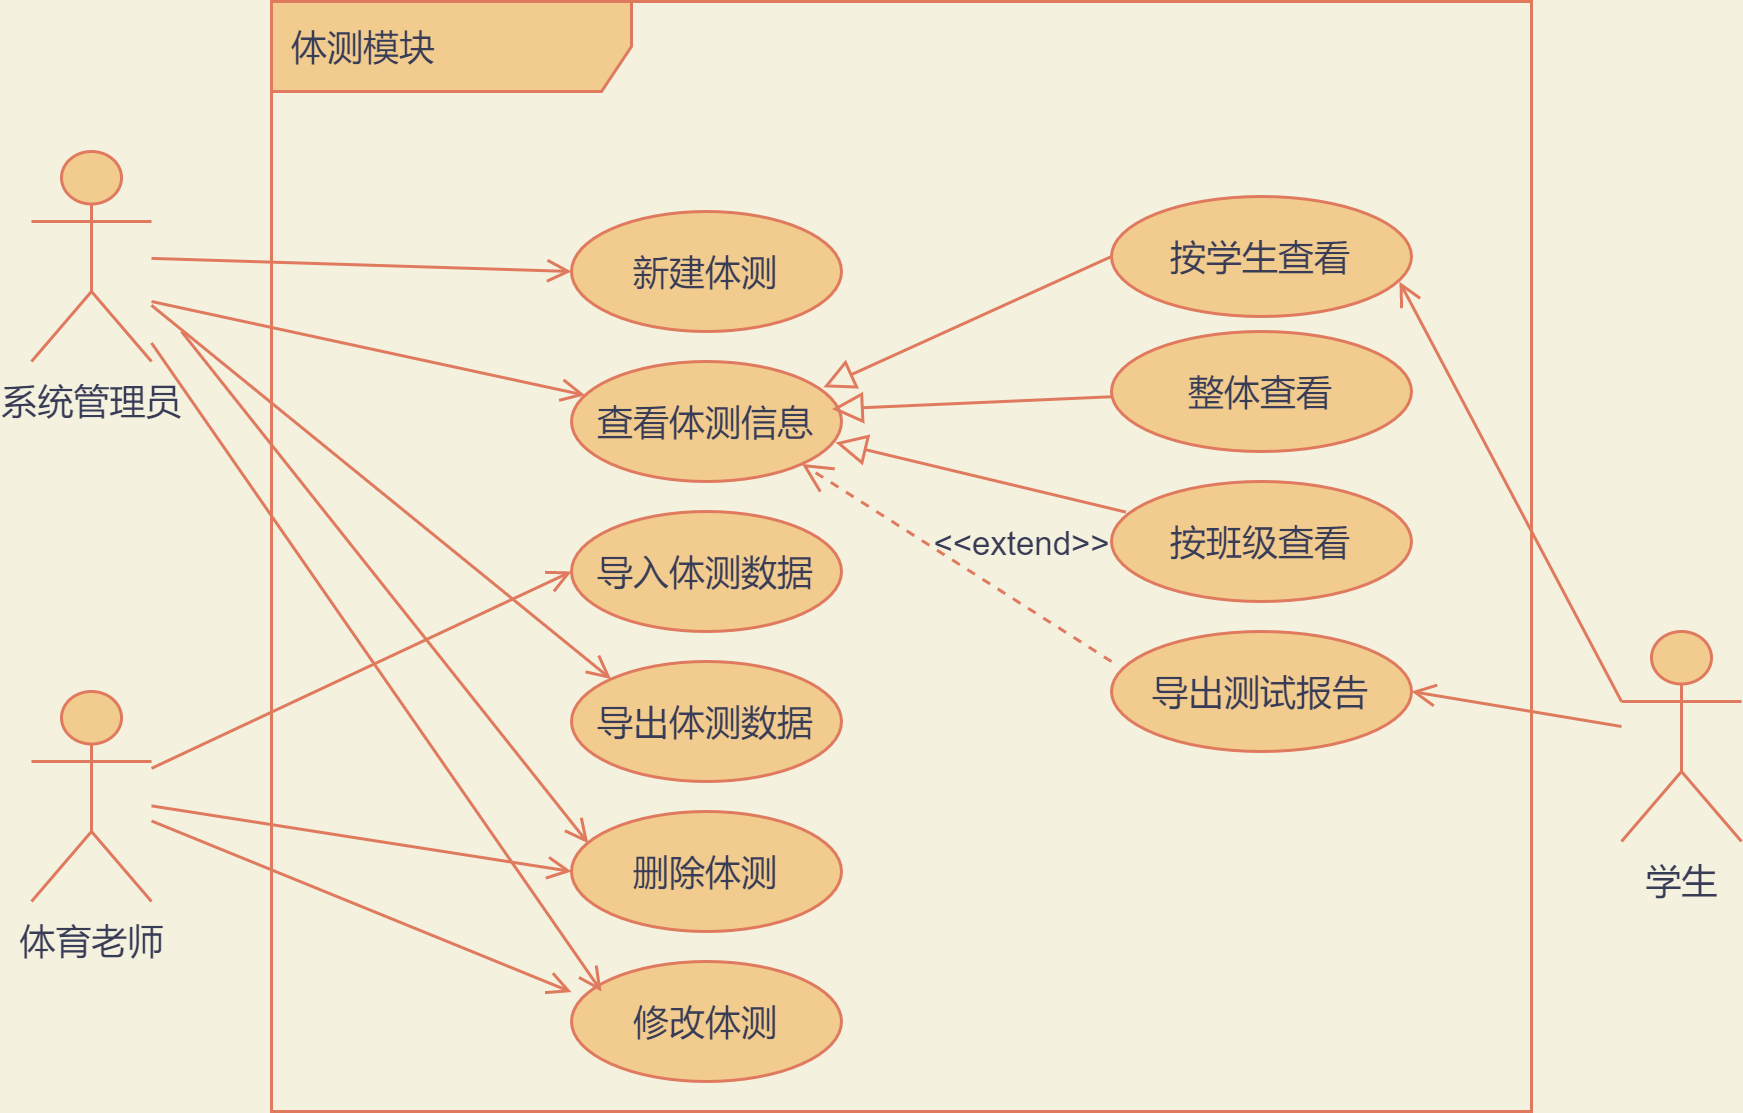 体测模块
系统管理员
体育老师
新建体测
查看体测信息
导入体测数据
导出体测数据
删除体测
修改体测
按学生查看
整体查看
按班级查看
<<extend>>
导出测试报告
学生